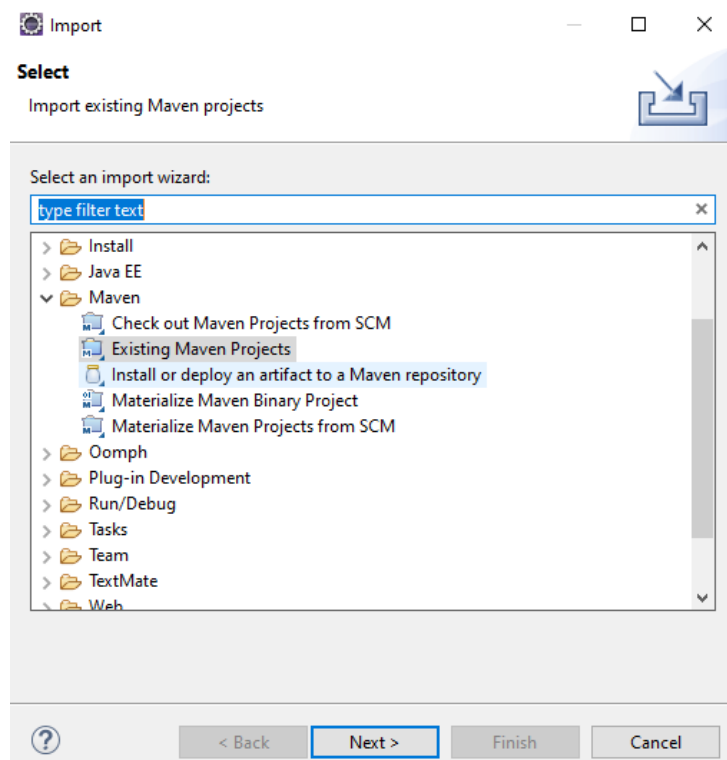 Import
Select
Import existing Maven projects
Select an import wizard:
type filter text
Install
Java EE
Maven
Check out Maven Projects from SCM
Existing Maven Projects
Install or deploy an artifact to a Maven repository
Materialize Maven Binary Project
Materialize Maven Projects from SCM
Oomph
Plug-in Development
Run/Debug
Tasks
Team
TextMate
Web
< Back Next > Finish Cancel